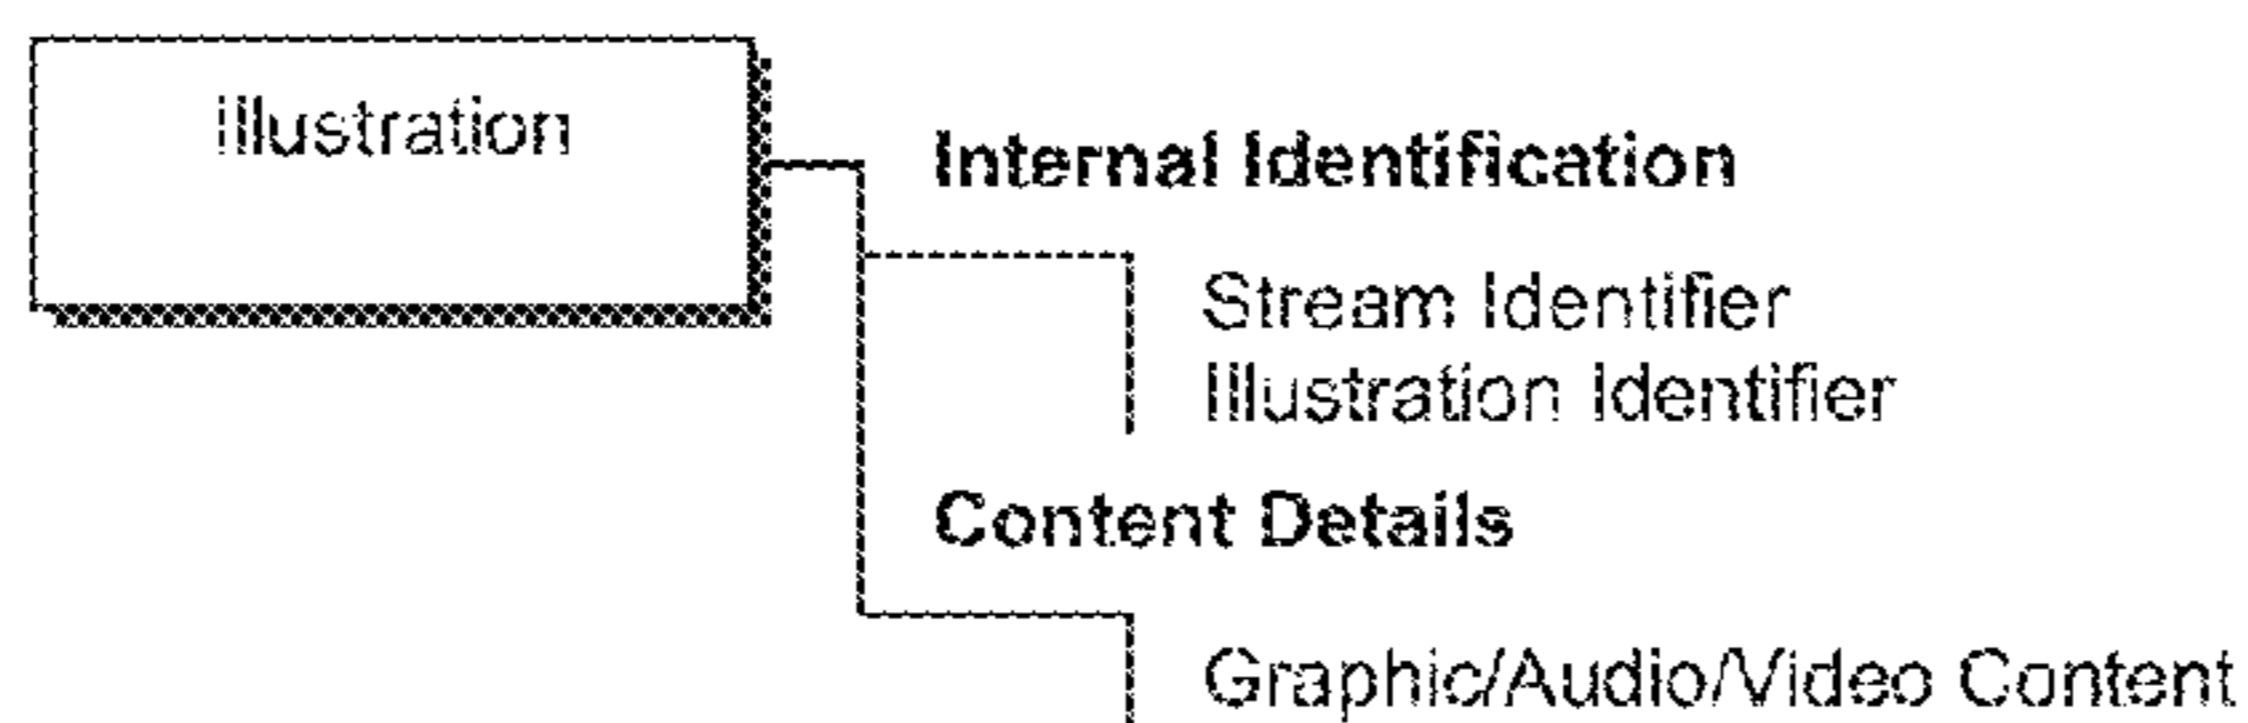 Illustration
Internal Identification
Stream Identifier
Illustration Identifier
Content Details
Graphic/Audio/Video Content